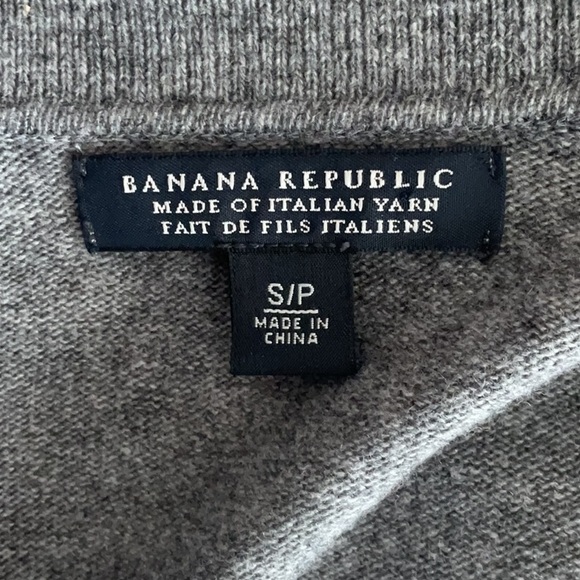 BANANA REPUBLIC
MADE OF ITALIAN YARN
FAIT DE FILS ITALIENS
S/P
MADE IN
CHINA